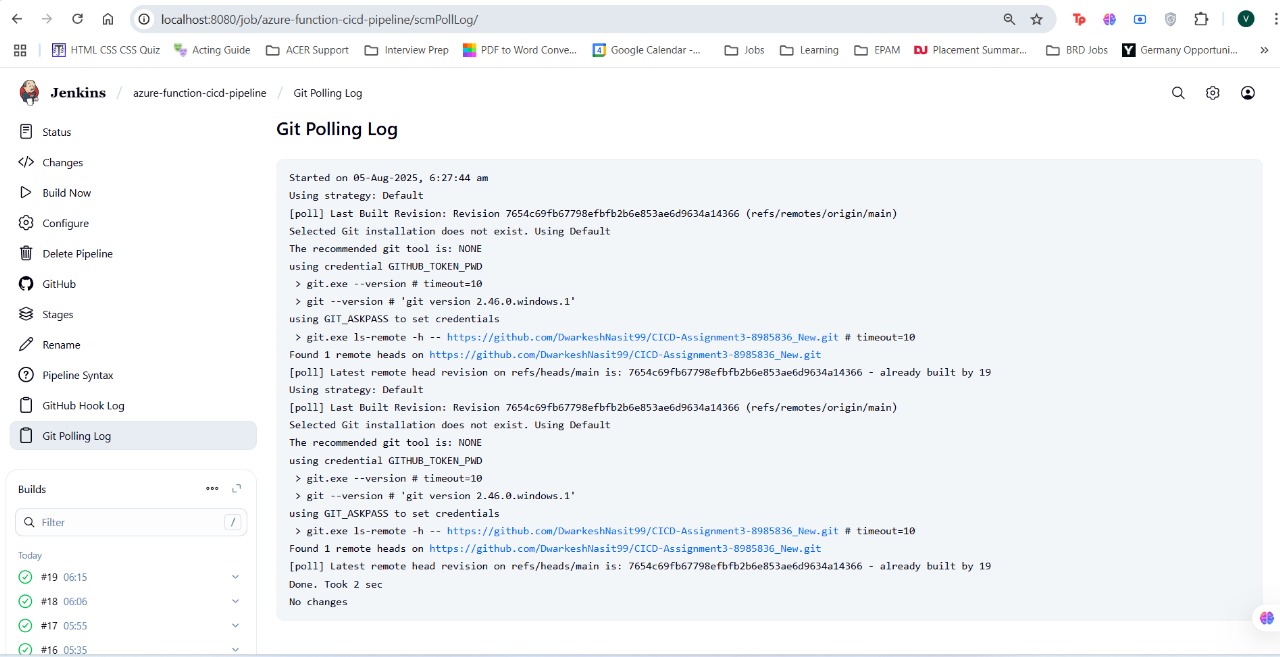 localhost:8080/job/azure-function-cicd-pipeline/scmPollLog/
Tp
V
HTML CSS CSS Quiz
Acting Guide
ACER Support
Interview Prep
PDF to Word Conve...
4
Google Calendar -...
Jobs
Learning
EPAM
DU
Placement Summar...
BRD Jobs
Y
Germany Opportuni...
»
Jenkins / azure-function-cicd-pipeline / Git Polling Log
Status
Changes
Build Now
Configure
Delete Pipeline
GitHub
Stages
Rename
Pipeline Syntax
GitHub Hook Log
Git Polling Log
Builds
Filter
/
Today
#19 06:15
#18 06:06
#17 05:55
#16 05:35
Git Polling Log
Started on 05-Aug-2025, 6:27:44 am
Using strategy: Default
[poll] Last Built Revision: Revision 7654c69fb67798efbfb2b6e853ae6d9634a14366 (refs/remotes/origin/main)
Selected Git installation does not exist. Using Default
The recommended git tool is: NONE
using credential GITHUB_TOKEN_PWD
> git.exe --version # timeout=10
> git --version # 'git version 2.46.0.windows.1'
using GIT_ASKPASS to set credentials
> git.exe ls-remote -h -- https://github.com/DwarkeshNasit99/CICD-Assignment3-8985836_New.git # timeout=10
Found 1 remote heads on https://github.com/DwarkeshNasit99/CICD-Assignment3-8985836_New.git
[poll] Latest remote head revision on refs/heads/main is: 7654c69fb67798efbfb2b6e853ae6d9634a14366 - already built by 19
Using strategy: Default
[poll] Last Built Revision: Revision 7654c69fb67798efbfb2b6e853ae6d9634a14366 (refs/remotes/origin/main)
Selected Git installation does not exist. Using Default
The recommended git tool is: NONE
using credential GITHUB_TOKEN_PWD
> git.exe --version # timeout=10
> git --version # 'git version 2.46.0.windows.1'
using GIT_ASKPASS to set credentials
> git.exe ls-remote -h -- https://github.com/DwarkeshNasit99/CICD-Assignment3-8985836_New.git # timeout=10
Found 1 remote heads on https://github.com/DwarkeshNasit99/CICD-Assignment3-8985836_New.git
[poll] Latest remote head revision on refs/heads/main is: 7654c69fb67798efbfb2b6e853ae6d9634a14366 - already built by 19
Done. Took 2 sec
No changes